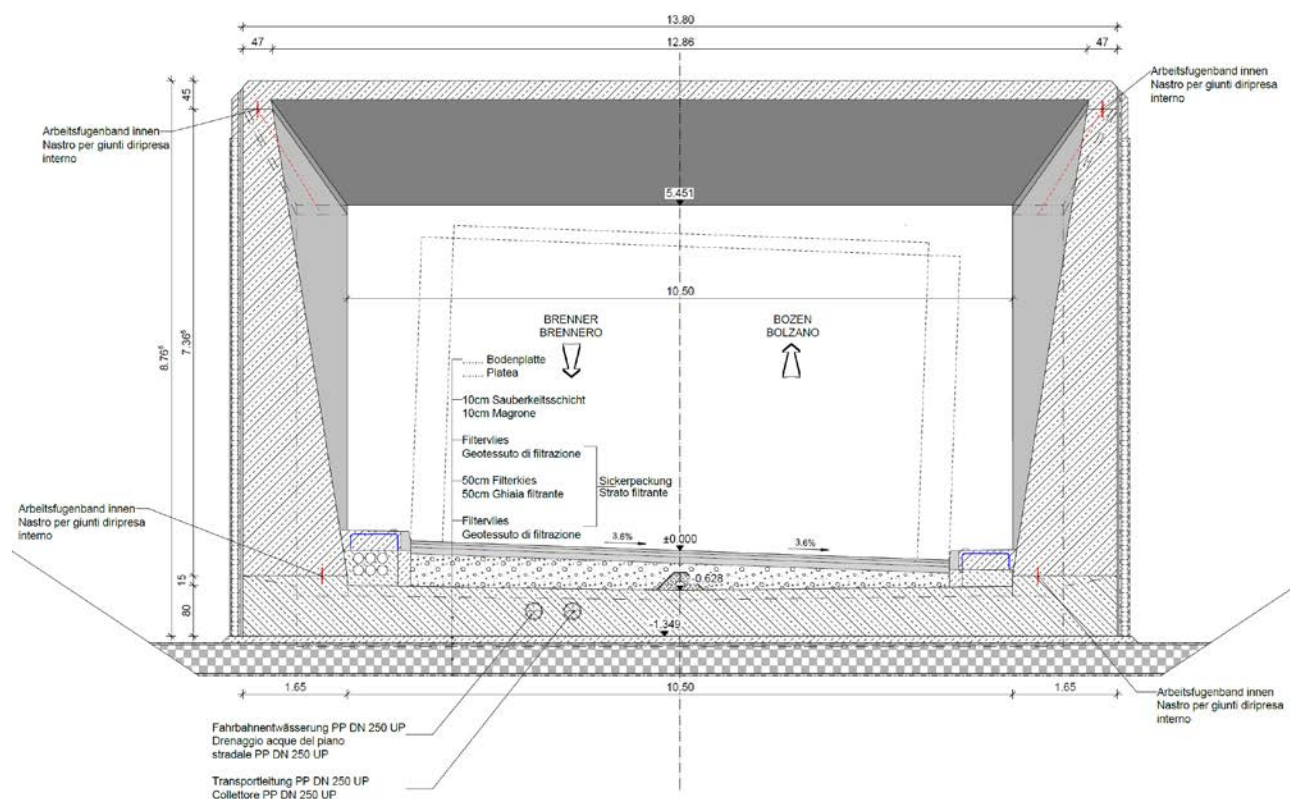 13.80
47
12.86
47
Arbeitsfugenband innen
Nastro per giunti diripresa
interno
45
Arbeitsfugenband innen
Nastro per giunti diripresa
interno
5.451
10.50
BRENNER
BRENNERO
BOZEN
BOLZANO
8.76⁵
7.36⁵
Bodenplatte
Platea
10cm Sauberkeitsschicht
10cm Magrone
Filtervlies
Geotessuto di filtrazione
50cm Filterkies
50cm Ghiaia filtrante
Sickerpackung
Strato filtrante
Filtervlies
Geotessuto di filtrazione
Arbeitsfugenband innen
Nastro per giunti diripresa
interno
3.6%
±0.000
3.6%
15
-0.628
80
-1.349
1.65
10.50
1.65
Arbeitsfugenband innen
Nastro per giunti diripresa
interno
Fahrbahnentwässerung PP DN 250 UP
Drenaggio acque del piano
stradale PP DN 250 UP
Transportleitung PP DN 250 UP
Collettore PP DN 250 UP